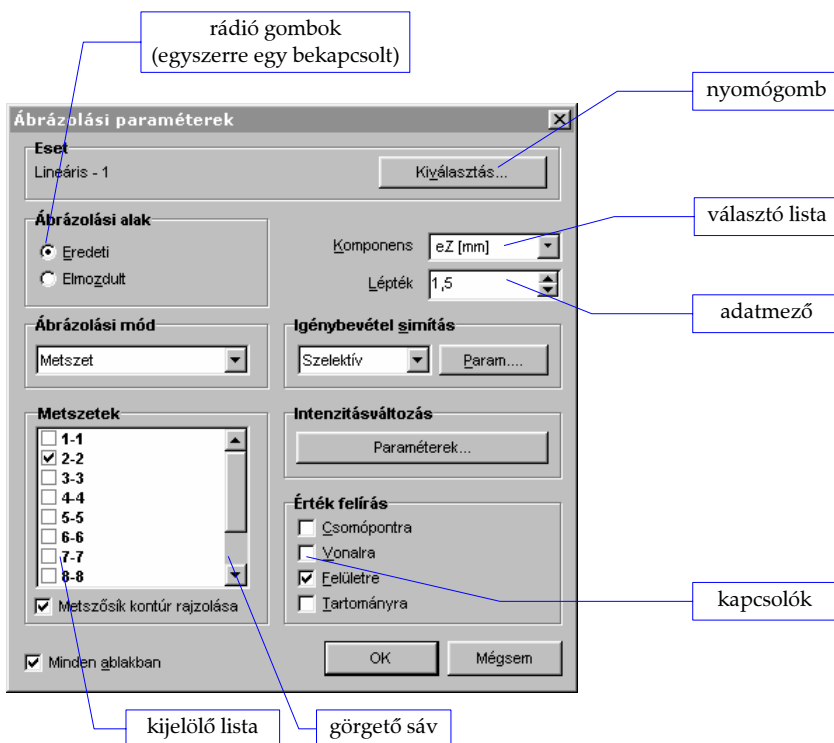 rádió gombok
(egyszerre egy bekapcsolt)
nyomógomb
Ábrázolási paraméterek
Eset
Lineáris - 1
Kiválasztás...
választó lista
Ábrázolási alak
Eredeti
Elmozdult
Komponens
eZ [mm]
Lépték
1,5
adatmező
Ábrázolási mód
Metszet
Igénybevétel simítás
Szelektív
Param....
Metszetek
1-1
2-2
3-3
4-4
5-5
6-6
7-7
8-8
Metszősík kontúr rajzolása
Intenzitásváltozás
Paraméterek...
Érték felírás
Csomópontra
Vonalra
Felületre
Tartományra
kapcsolók
Minden ablakban
OK
Mégsem
kijelölő lista
görgető sáv